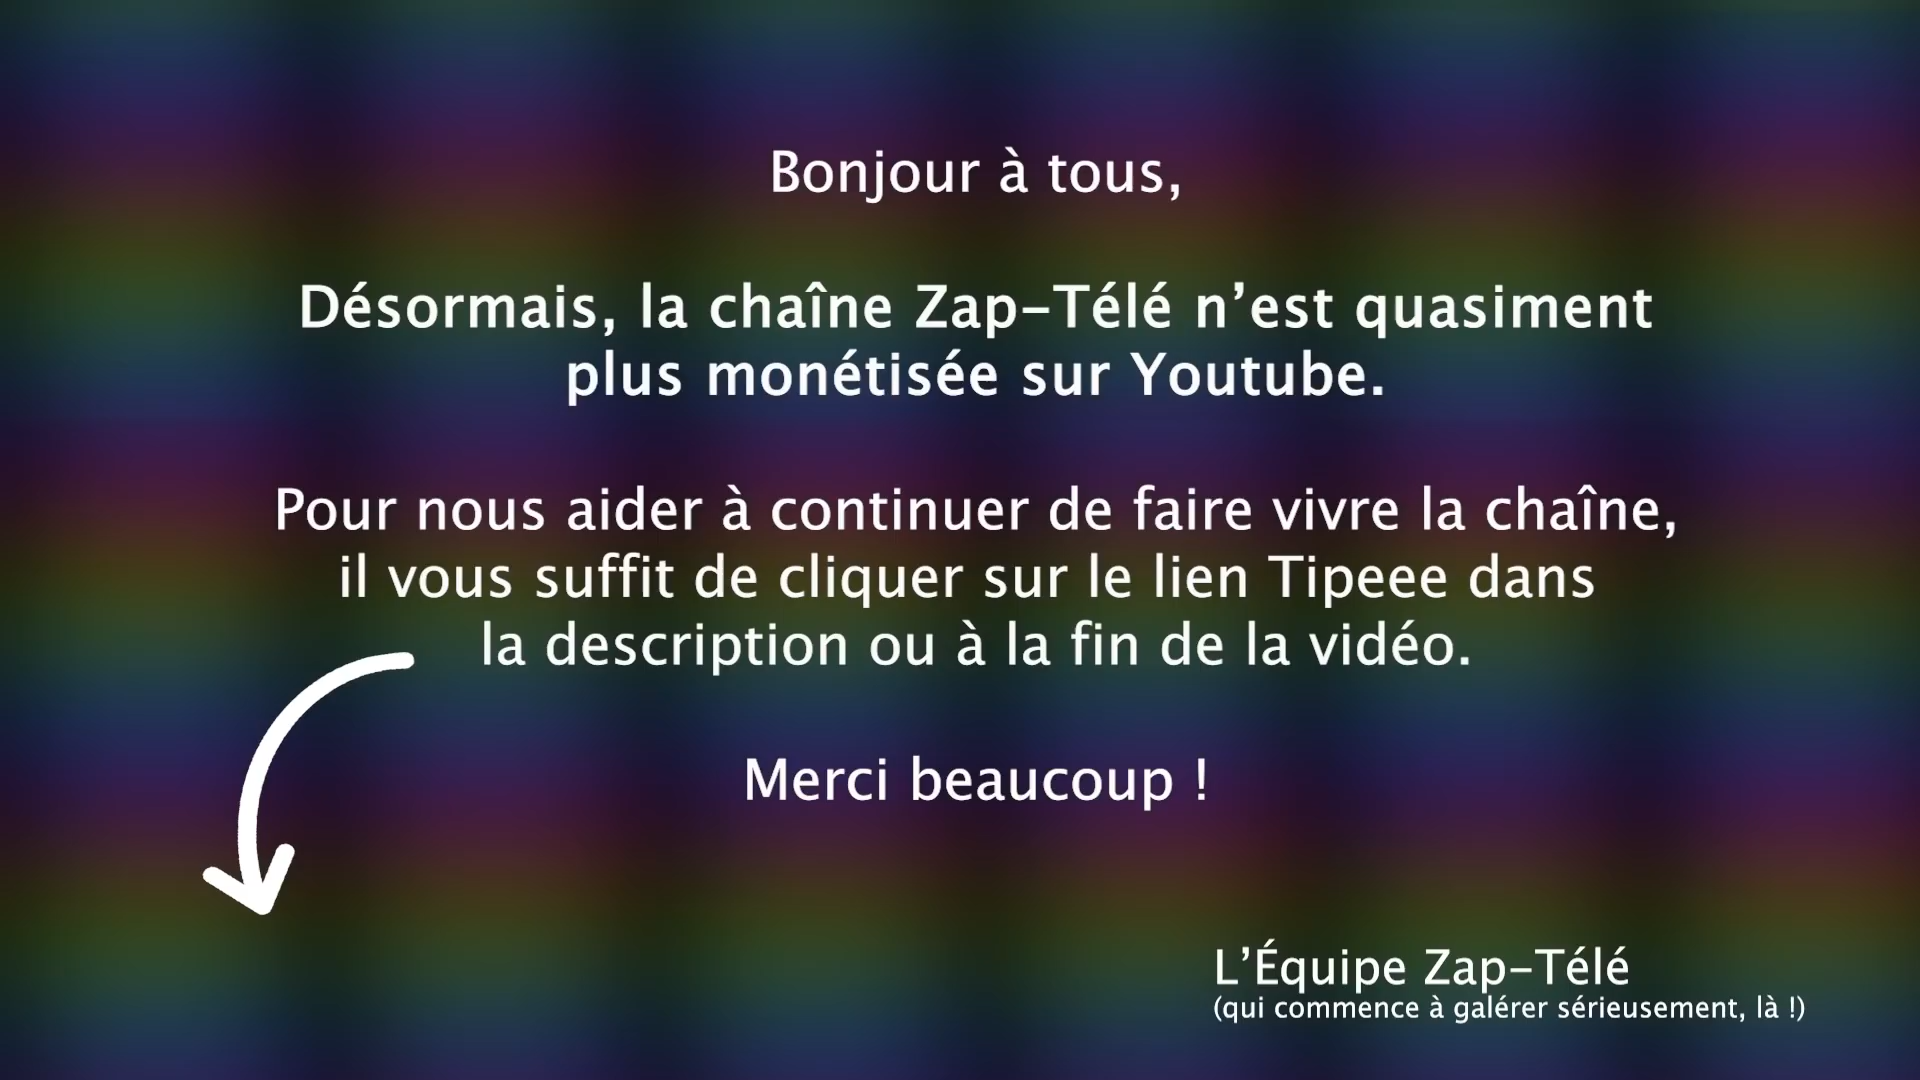 Bonjour à tous,
Désormais, la chaîne Zap-Télé n’est quasiment
plus monétisée sur Youtube.
Pour nous aider à continuer de faire vivre la chaîne,
il vous suffit de cliquer sur le lien Tipeee dans
la description ou à la fin de la vidéo.
Merci beaucoup !
L’Équipe Zap-Télé
(qui commence à galérer sérieusement, là !)